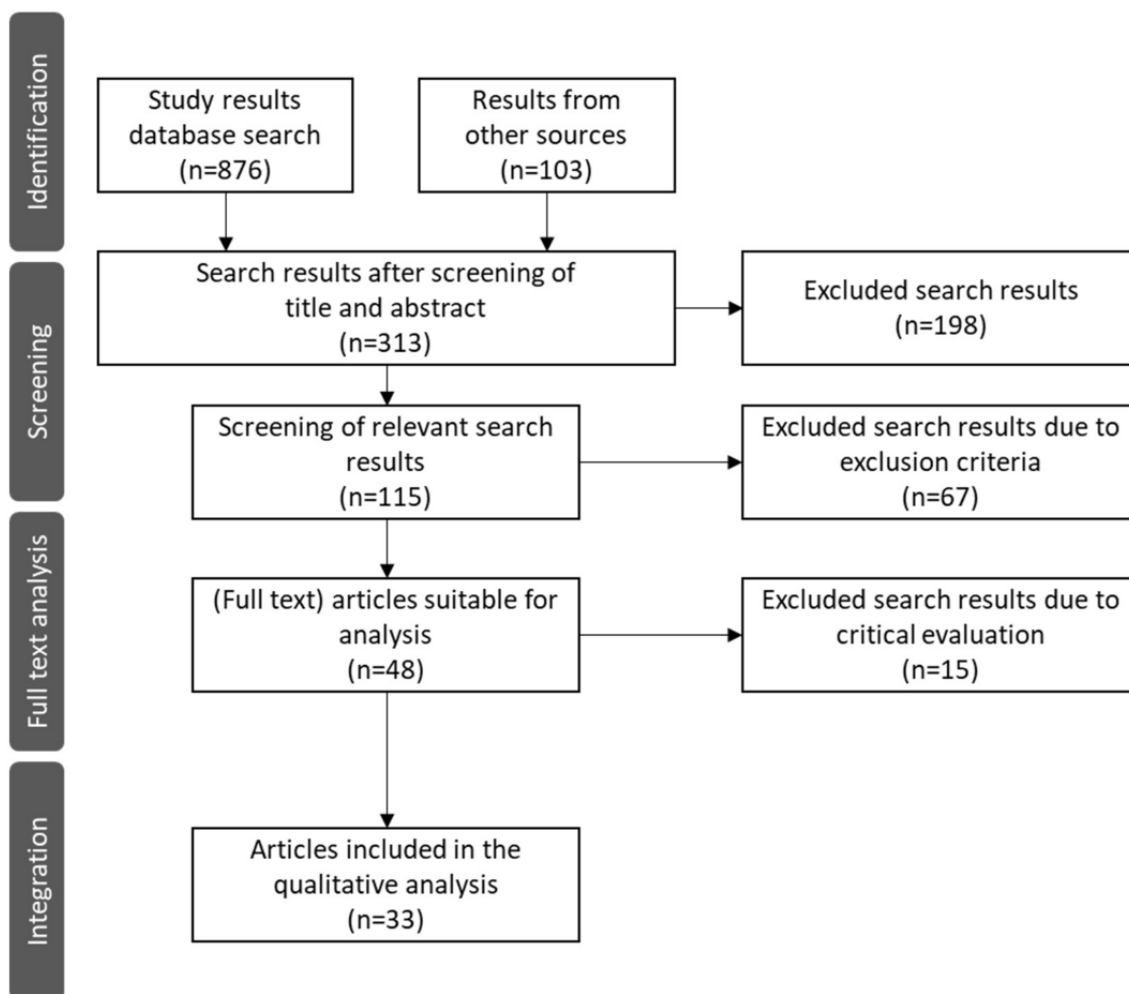 Identification
Study results
database search
(n=876)
Results from
other sources
(n=103)
Screening
Search results after screening of
title and abstract
(n=313)
Excluded search results
(n=198)
Screening of relevant search
results
(n=115)
Excluded search results due to
exclusion criteria
(n=67)
Full text analysis
(Full text) articles suitable for
analysis
(n=48)
Excluded search results due to
critical evaluation
(n=15)
Integration
Articles included in the
qualitative analysis
(n=33)